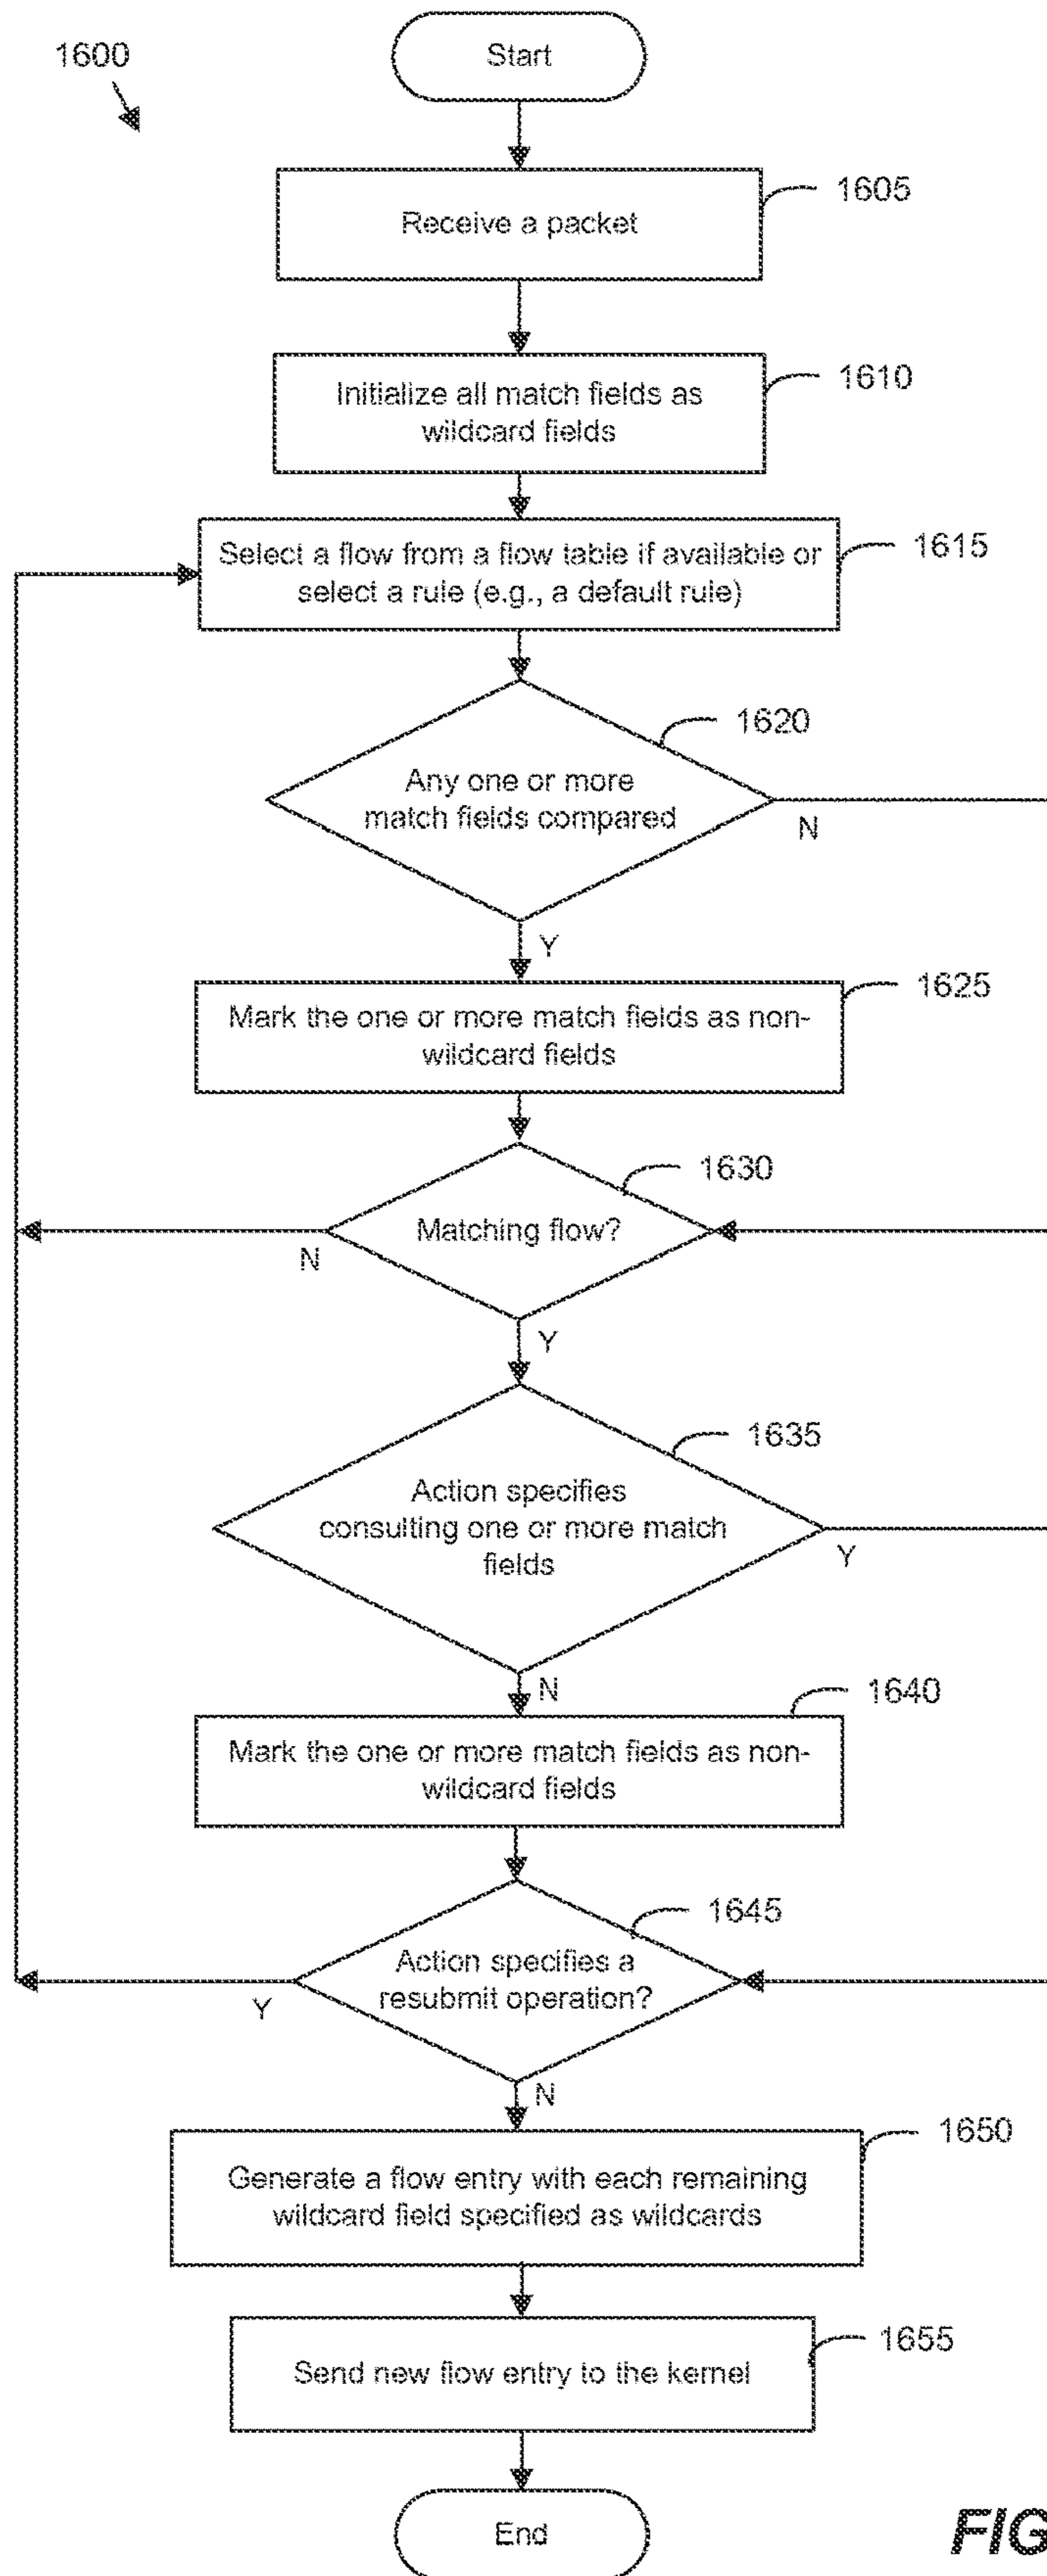 1600
Start
Receive a packet
1605
Initialize all match fields as
wildcard fields
1610
Select a flow from a flow table if available or
select a rule (e.g., a default rule)
1615
1620
Any one or more
match fields compared
N
Y
1625
Mark the one or more match fields as non-
wildcard fields
1630
Matching flow?
N
Y
1635
Action specifies
consulting one or more match
fields
Y
N
1640
Mark the one or more match fields as non-
wildcard fields
1645
Action specifies a
resubmit operation?
Y
N
1650
Generate a flow entry with each remaining
wildcard field specified as wildcards
1655
Send new flow entry to the kernel
End
FIG